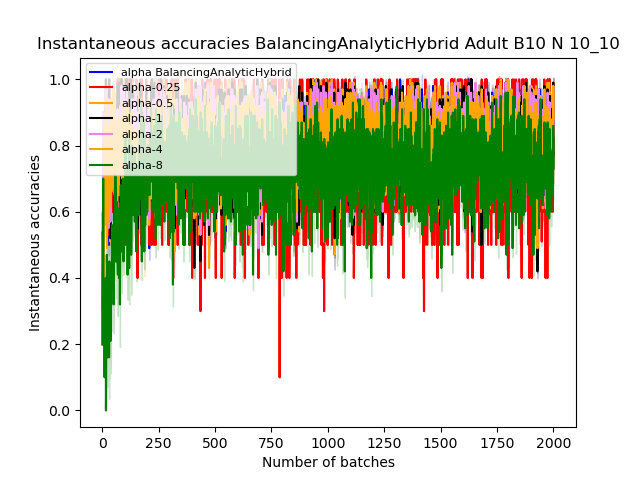 Instantaneous accuracies BalancingAnalyticHybrid Adult B10 N 10_10
alpha BalancingAnalyticHybrid
alpha-0.25
alpha-0.5
alpha-1
alpha-2
alpha-4
alpha-8
1.0
0.8
0.6
0.4
0.2
0.0
Instantaneous accuracies
0 250 500 750 1000 1250 1500 1750 2000
Number of batches